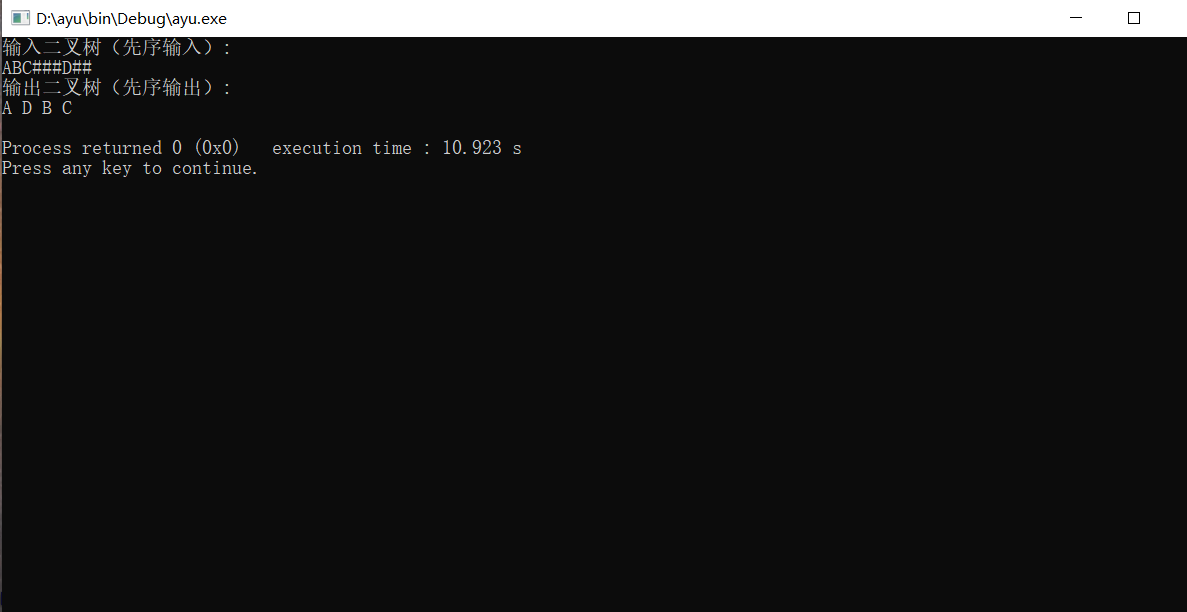 D:\ayu\bin\Debug\ayu.exe
输入二叉树（先序输入）:
ABC###D##
输出二叉树（先序输出）:
A D B C
Process returned 0 (0x0)   execution time : 10.923 s
Press any key to continue.